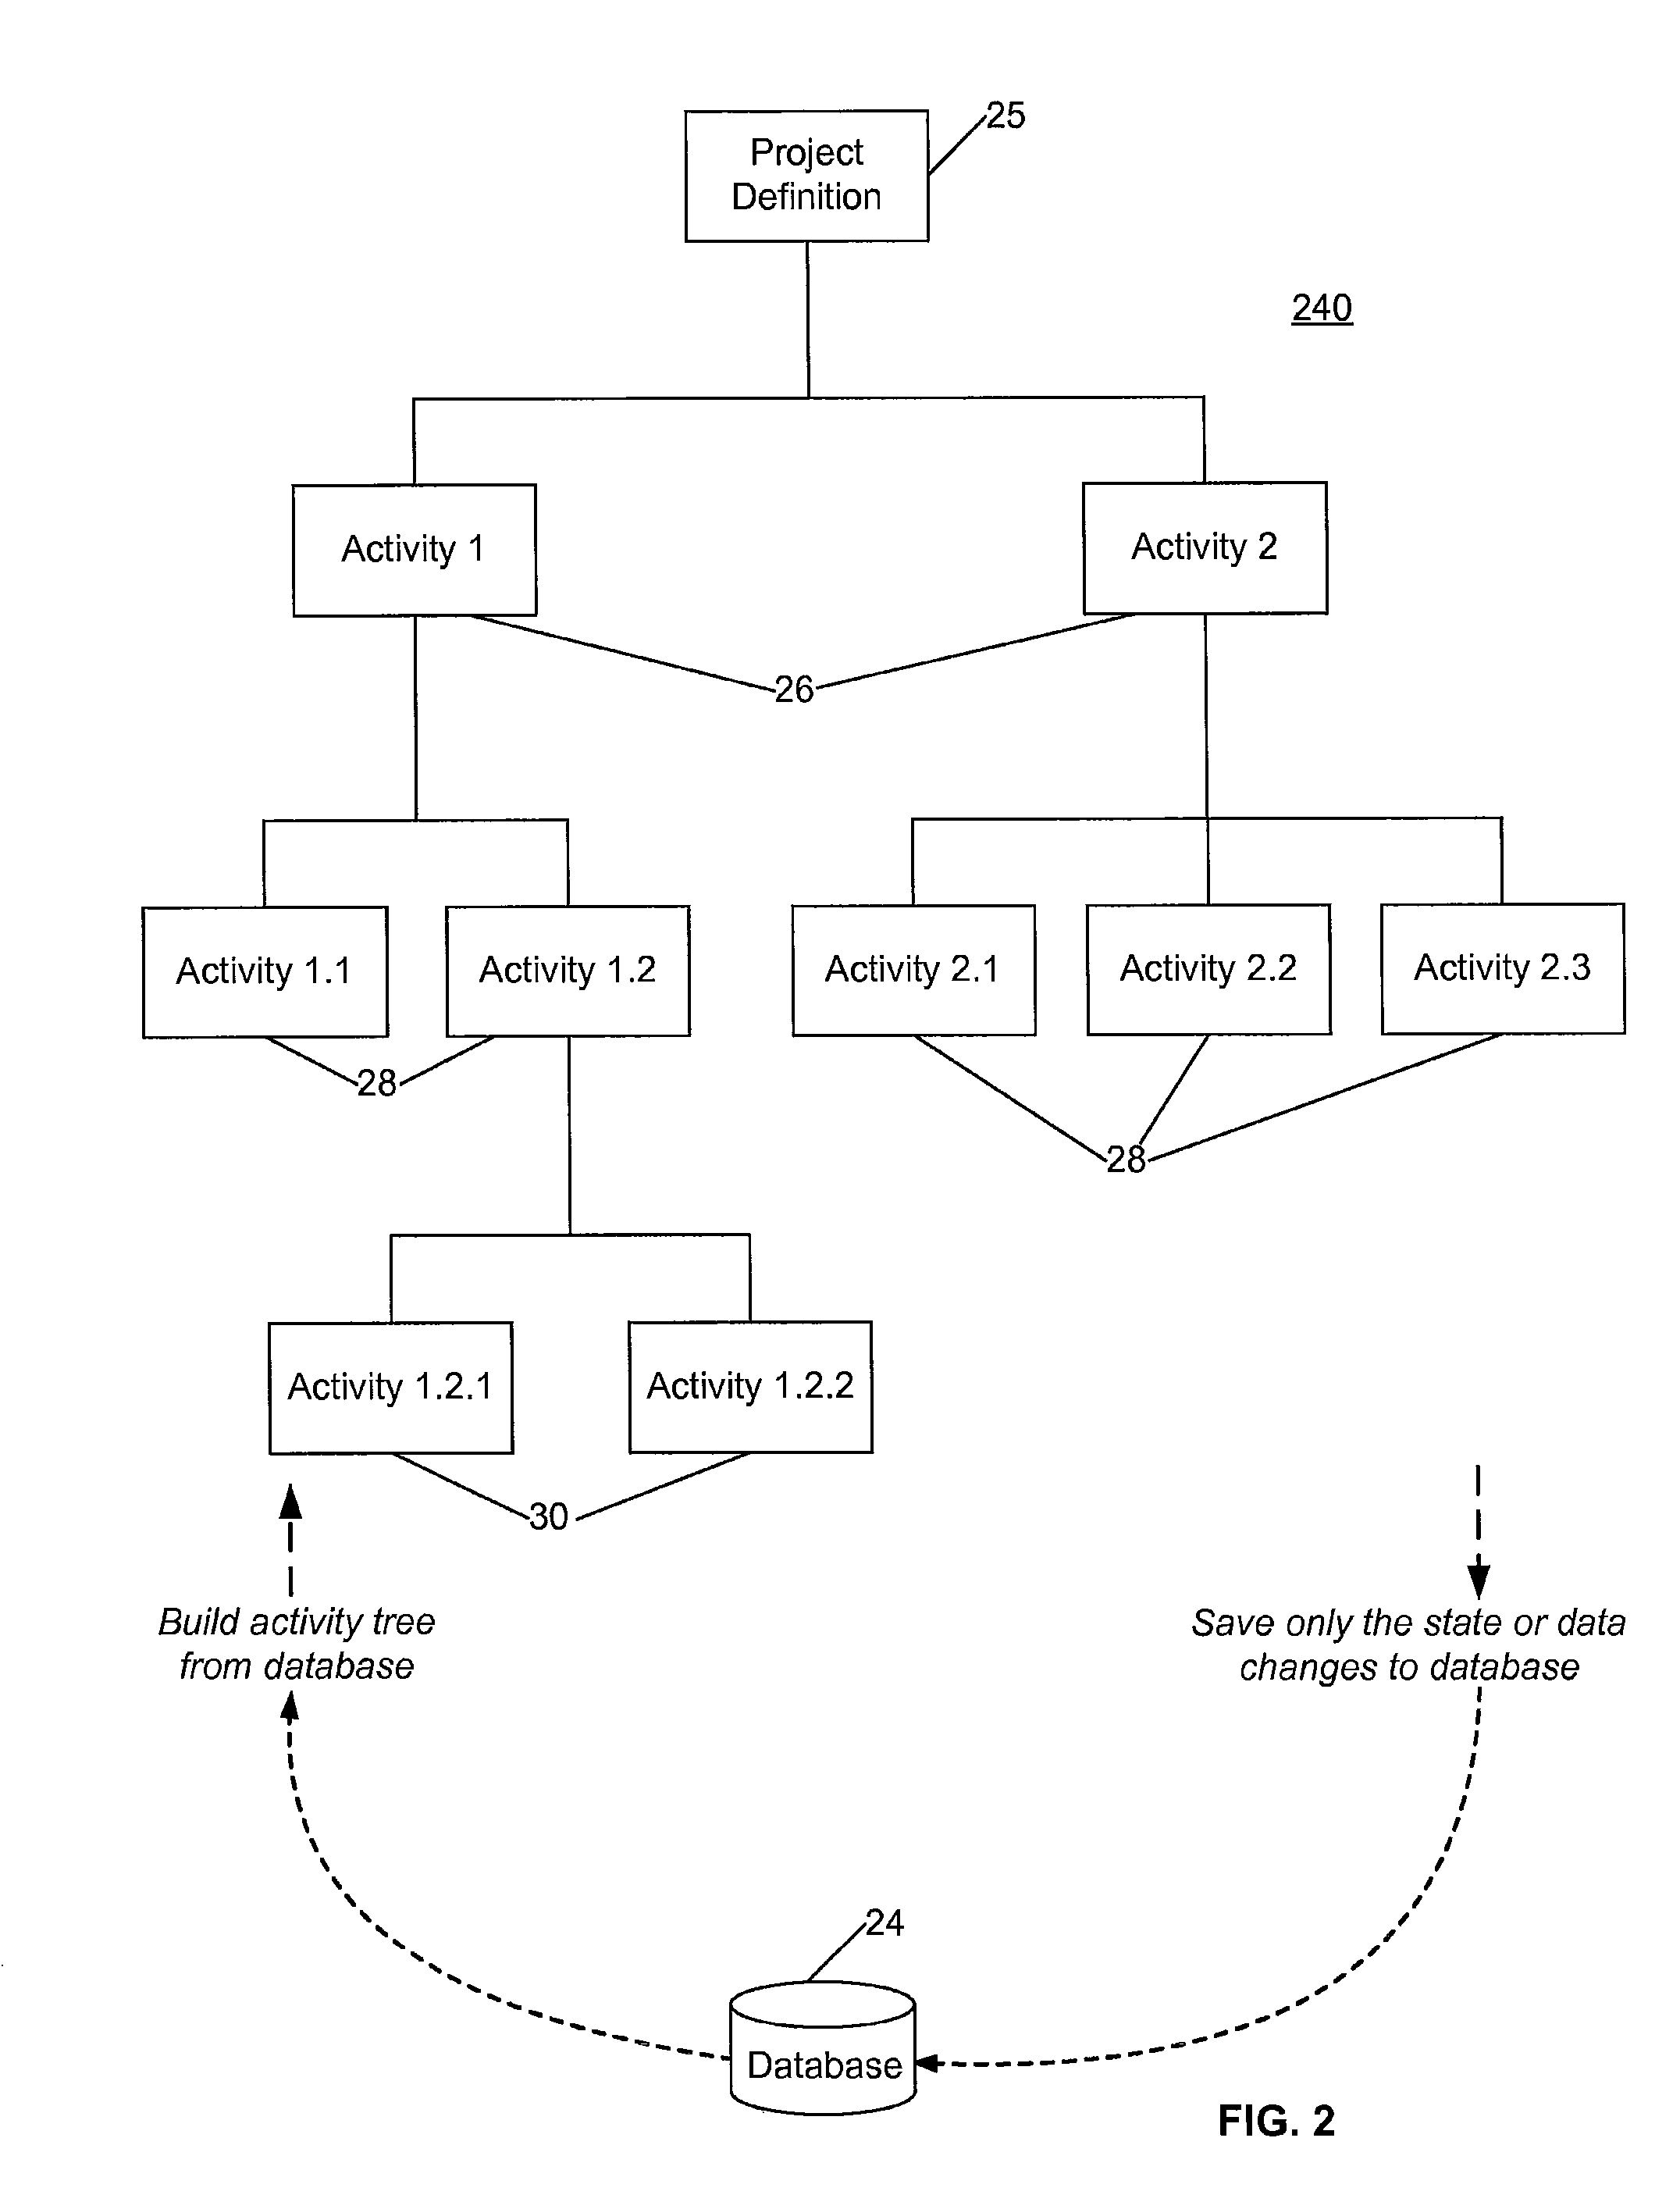 25
Project
Definition
240
Activity 1
Activity 2
26
Activity 1.1
Activity 1.2
Activity 2.1
Activity 2.2
Activity 2.3
28
28
Activity 1.2.1
Activity 1.2.2
30
Build activity tree
from database
Save only the state or data
changes to database
24
Database
FIG. 2